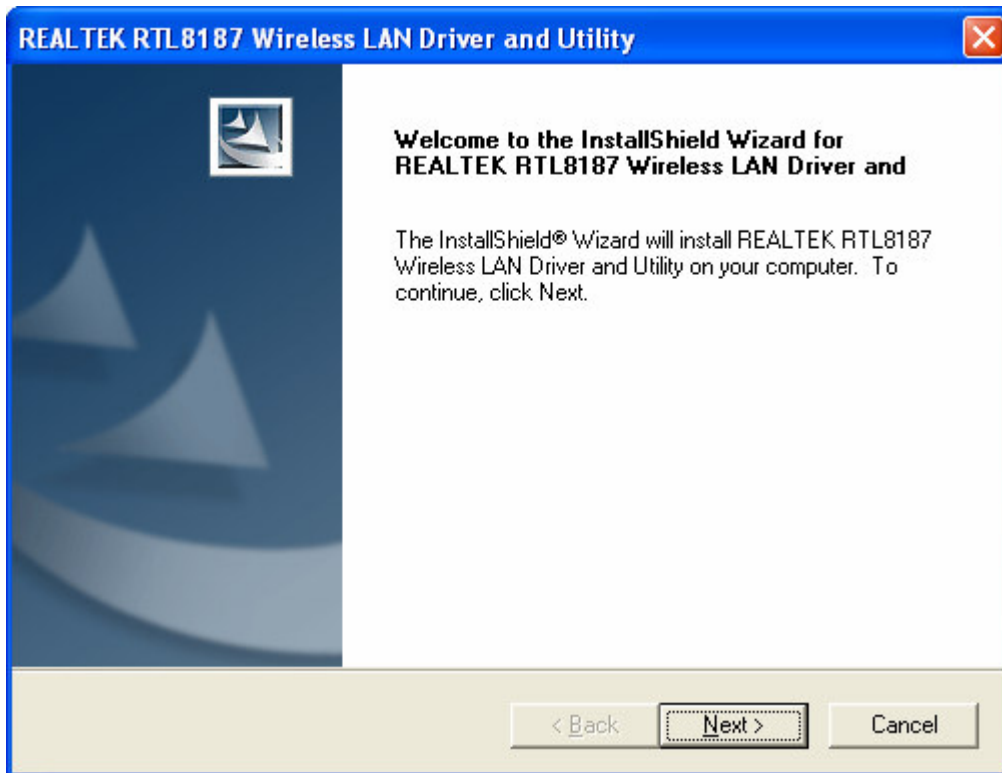 REALTEK RTL8187 Wireless LAN Driver and Utility
Welcome to the InstallShield Wizard for
REALTEK RTL8187 Wireless LAN Driver and
The InstallShield® Wizard will install REALTEK RTL8187
Wireless LAN Driver and Utility on your computer. To
continue, click Next.
< Back
Next >
Cancel